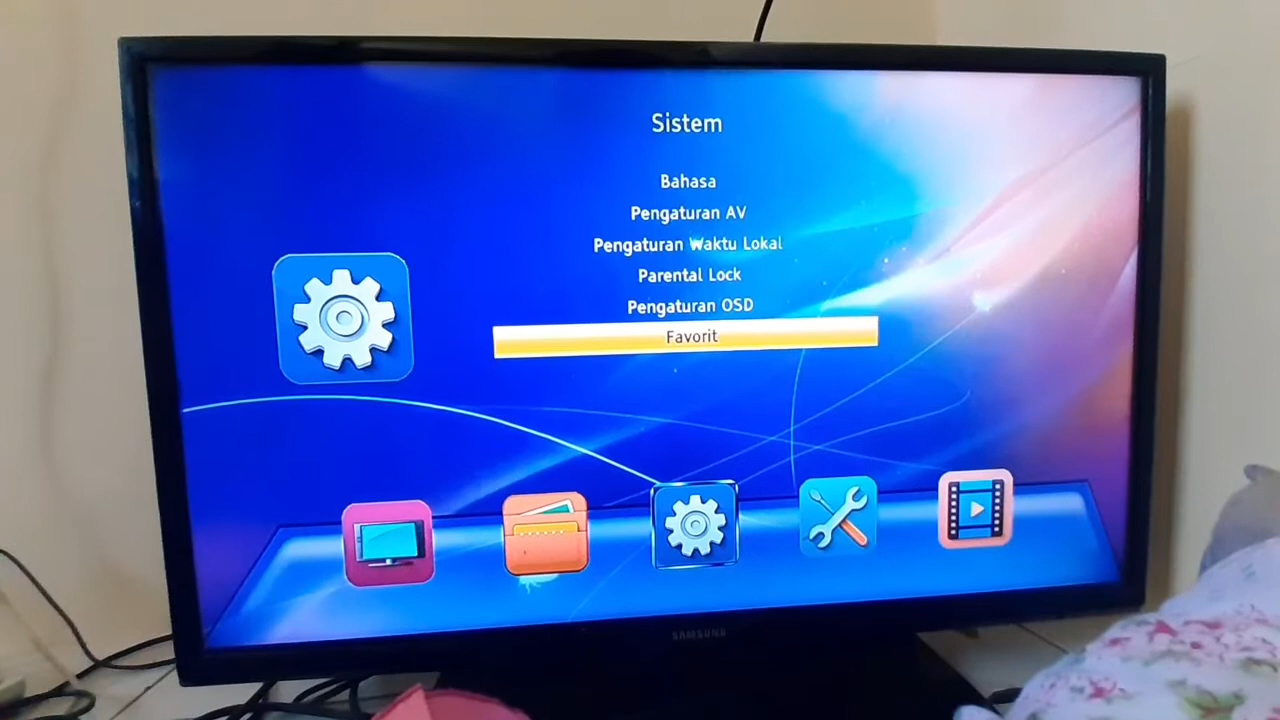 Sistem
Bahasa
Pengaturan AV
Pengaturan Waktu Lokal
Parental Lock
Pengaturan OSD
Favorit
SAMSUNG